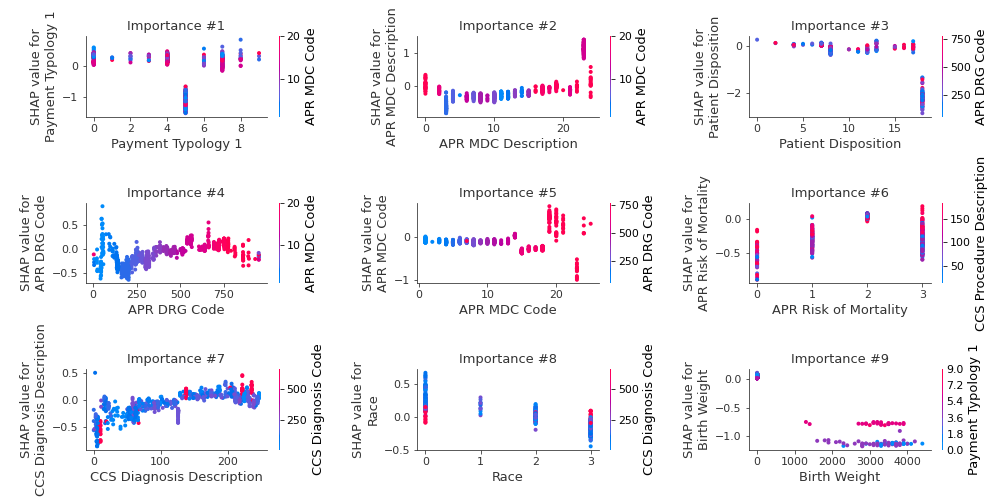 Importance #1
SHAP value for
Payment Typology 1
0
−1
0
2
4
6
8
Payment Typology 1
20
10
APR MDC Code
Importance #2
SHAP value for
APR MDC Description
1
0
0
10
20
APR MDC Description
20
10
APR MDC Code
Importance #3
SHAP value for
Patient Disposition
0
−2
0
5
10
15
Patient Disposition
750
500
250
APR DRG Code
Importance #4
SHAP value for
APR DRG Code
0.5
0.0
−0.5
0
250
500
750
APR DRG Code
20
10
APR MDC Code
Importance #5
SHAP value for
APR MDC Code
0
−1
0
10
20
APR MDC Code
750
500
250
APR DRG Code
Importance #6
SHAP value for
APR Risk of Mortality
0.0
−0.5
0
1
2
3
APR Risk of Mortality
150
100
50
CCS Procedure Description
Importance #7
SHAP value for
CCS Diagnosis Description
0.5
0.0
−0.5
0
100
200
CCS Diagnosis Description
500
250
CCS Diagnosis Code
Importance #8
SHAP value for
Race
0.5
0.0
−0.5
0
1
2
3
Race
500
250
CCS Diagnosis Code
Importance #9
SHAP value for
Birth Weight
0.0
−0.5
−1.0
0
1000
2000
3000
4000
Birth Weight
9.0
7.2
5.4
3.6
1.8
0.0
Payment Typology 1